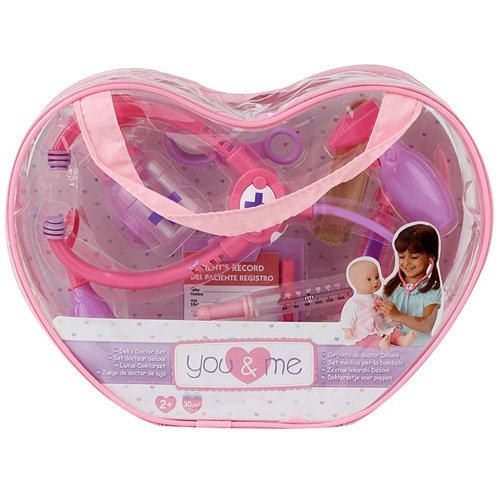 PATIENT'S RECORD
DEL PACIENTE REGISTRO
Doll's Doctor Set
Set docteur deluxe
Luxus-Doktorset
Juego de doctor de lujo
you & me
Conjunto de doutor Deluxe
Set medico per la bambola
Zestaw lekarski Deluxe
Doktersetje voor poppen
2+
30cm+